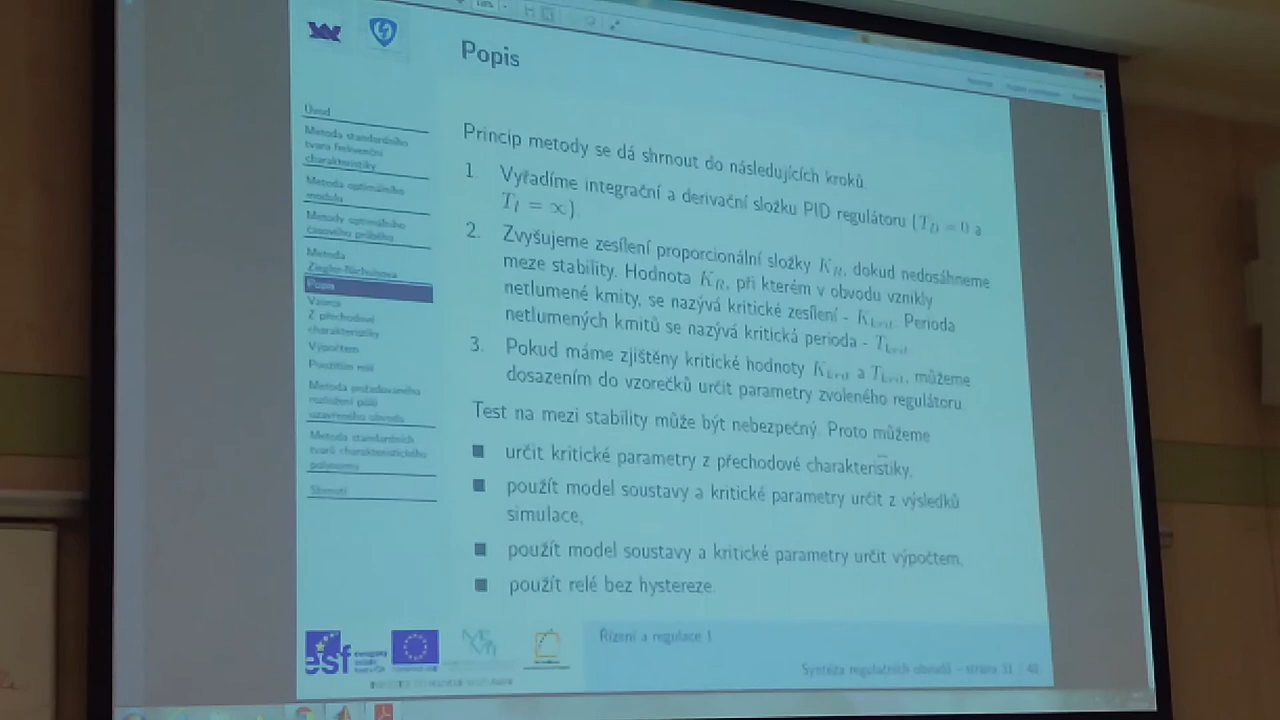 Popis
Úvod
Metoda standardního
tvaru frekvenční
charakteristiky
Metoda optimálního
modulu
Metody optimálního
časového průběhu
Metoda
Ziegler-Nicholsova
Popis
Vzorce
Z přechodové
charakteristiky
Výpočtem
Použitím relé
Metoda požadovaného
rozložení pólů
uzavřeného obvodu
Metoda standardních
tvarů charakteristického
polynomu
Shrnutí
Princip metody se dá shrnout do následujících kroků.
1. Vyřadíme integrační a derivační složku PID regulátoru (T_D = 0 a
T_I = ∞).
2. Zvyšujeme zesílení proporcionální složky K_R, dokud nedosáhneme
meze stability. Hodnota K_R, při kterém v obvodu vznikly
netlumené kmity, se nazývá kritické zesílení - K_krit. Perioda
netlumených kmitů se nazývá kritická perioda - T_krit.
3. Pokud máme zjištěny kritické hodnoty K_krit a T_krit, můžeme
dosazením do vzorečků určit parametry zvoleného regulátoru.
Test na mezi stability může být nebezpečný. Proto můžeme
■ určit kritické parametry z přechodové charakteristiky,
■ použít model soustavy a kritické parametry určit z výsledků
simulace,
■ použít model soustavy a kritické parametry určit výpočtem,
■ použít relé bez hystereze.
esf
Řízení a regulace I
Syntéza regulačních obvodů – strana 31 / 40